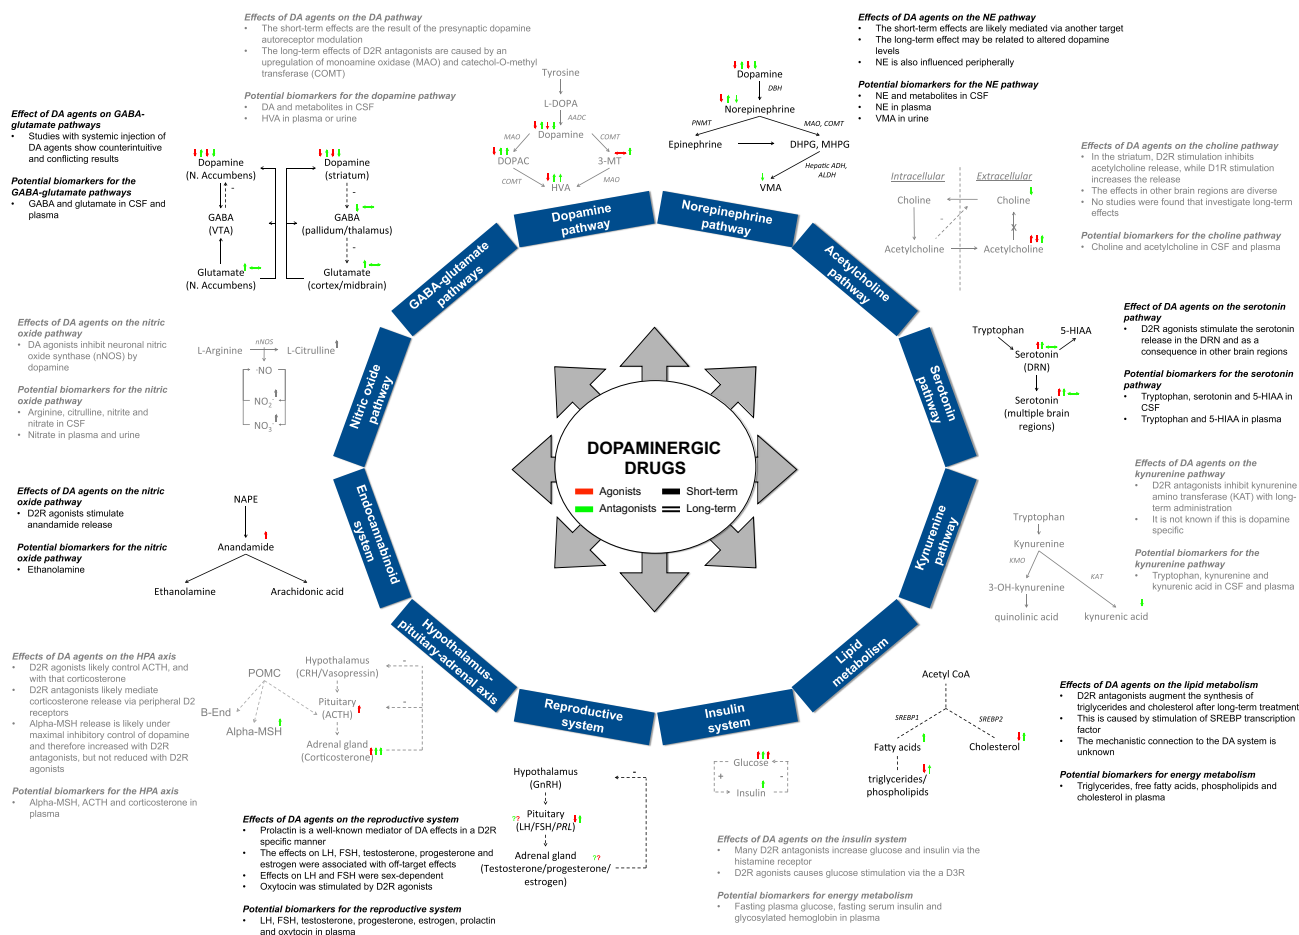 Effects of DA agents on the DA pathway
• The short-term effects are the result of the presynaptic dopamine
autoreceptor modulation
• The long-term effects of D2R antagonists are caused by an
upregulation of monoamine oxidase (MAO) and catechol-O-methyl
transferase (COMT)
Potential biomarkers for the dopamine pathway
• DA and metabolites in CSF
• HVA in plasma or urine
Tyrosine
L-DOPA
AADC
Dopamine
MAO
COMT
DOPAC
3-MT
COMT
MAO
HVA
Effects of DA agents on the NE pathway
• The short-term effects are likely mediated via another target
• The long-term effect may be related to altered dopamine
levels
• NE is also influenced peripherally
Potential biomarkers for the NE pathway
• NE and metabolites in CSF
• NE in plasma
• VMA in urine
Dopamine
DBH
Norepinephrine
PNMT
MAO, COMT
Epinephrine
DHPG, MHPG
Hepatic ADH,
ALDH
VMA
Effect of DA agents on GABA-
glutamate pathways
• Studies with systemic injection of
DA agents show counterintuitive
and conflicting results
Potential biomarkers for the
GABA-glutamate pathways
• GABA and glutamate in CSF and
plasma
Dopamine
(N. Accumbens)
-
GABA
(VTA)
Glutamate
(N. Accumbens)
Dopamine
(striatum)
-
GABA
(pallidum/thalamus)
-
Glutamate
(cortex/midbrain)
Effects of DA agents on the choline pathway
• In the striatum, D2R stimulation inhibits
acetylcholine release, while D1R stimulation
increases the release
• The effects in other brain regions are diverse
• No studies were found that investigate long-term
effects
Potential biomarkers for the choline pathway
• Choline and acetylcholine in CSF and plasma
Intracellular
Extracellular
Choline
Choline
-
X
Acetylcholine
Acetylcholine
Dopamine
pathway
Norepinephrine
pathway
Acetylcholine
pathway
Serotonin
pathway
Kynurenine
pathway
Lipid
metabolism
Insulin
system
Reproductive
system
Hypothalamus-
pituitary-adrenal axis
Endocannabinoid
system
Nitric oxide
pathway
GABA-glutamate
pathways
DOPAMINERGIC
DRUGS
Agonists
Short-term
Antagonists
Long-term
Effects of DA agents on the nitric
oxide pathway
• DA agonists inhibit neuronal nitric
oxide synthase (nNOS) by
dopamine
Potential biomarkers for the nitric
oxide pathway
• Arginine, citrulline, nitrite and
nitrate in CSF
• Nitrate in plasma and urine
nNOS
L-Arginine
L-Citrulline
·NO
NO2-
NO3-
Effect of DA agents on the serotonin
pathway
• D2R agonists stimulate the serotonin
release in the DRN and as a
consequence in other brain regions
Potential biomarkers for the serotonin
pathway
• Tryptophan, serotonin and 5-HIAA in
CSF
• Tryptophan and 5-HIAA in plasma
Tryptophan
5-HIAA
Serotonin
(DRN)
Serotonin
(multiple brain
regions)
Effects of DA agents on the nitric
oxide pathway
• D2R agonists stimulate
anandamide release
Potential biomarkers for the nitric
oxide pathway
• Ethanolamine
NAPE
Anandamide
Ethanolamine
Arachidonic acid
Effects of DA agents on the
kynurenine pathway
• D2R antagonists inhibit kynurenine
amino transferase (KAT) with long-
term administration
• It is not known if this is dopamine
specific
Potential biomarkers for the
kynurenine pathway
• Tryptophan, kynurenine and
kynurenic acid in CSF and plasma
Tryptophan
Kynurenine
KMO
KAT
3-OH-kynurenine
quinolinic acid
kynurenic acid
Effects of DA agents on the HPA axis
• D2R agonists likely control ACTH, and
with that corticosterone
• D2R antagonists likely mediate
corticosterone release via peripheral D2
receptors
• Alpha-MSH release is likely under
maximal inhibitory control of dopamine
and therefore increased with D2R
antagonists, but not reduced with D2R
agonists
Potential biomarkers for the HPA axis
• Alpha-MSH, ACTH and corticosterone in
plasma
POMC
B-End
Alpha-MSH
Hypothalamus
(CRH/Vasopressin)
-
Pituitary
(ACTH)
-
Adrenal gland
(Corticosterone)
Effects of DA agents on the reproductive system
• Prolactin is a well-known mediator of DA effects in a D2R
specific manner
• The effects on LH, FSH, testosterone, progesterone and
estrogen were associated with off-target effects
• Effects on LH and FSH were sex-dependent
• Oxytocin was stimulated by D2R agonists
Potential biomarkers for the reproductive system
• LH, FSH, testosterone, progesterone, estrogen, prolactin
and oxytocin in plasma
Hypothalamus
(GnRH)
-
??
Pituitary
(LH/FSH/PRL)
Adrenal gland
??
(Testosterone/progesterone/
estrogen)
Glucose
+
-
Insulin
Effects of DA agents on the insulin system
• Many D2R antagonists increase glucose and insulin via the
histamine receptor
• D2R agonists causes glucose stimulation via the a D3R
Potential biomarkers for energy metabolism
• Fasting plasma glucose, fasting serum insulin and
glycosylated hemoglobin in plasma
Acetyl CoA
SREBP1
SREBP2
Fatty acids
Cholesterol
triglycerides/
phospholipids
Effects of DA agents on the lipid metabolism
• D2R antagonists augment the synthesis of
triglycerides and cholesterol after long-term treatment
• This is caused by stimulation of SREBP transcription
factor
• The mechanistic connection to the DA system is
unknown
Potential biomarkers for energy metabolism
• Triglycerides, free fatty acids, phospholipids and
cholesterol in plasma